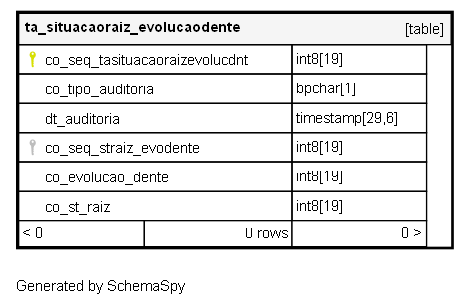 ta_situacaoraiz_evolucaodente [table]
co_seq_tasituacaoraizevolucdnt int8[19]
co_tipo_auditoria bpchar[1]
dt_auditoria timestamp[29,6]
co_seq_straiz_evodente int8[19]
co_evolucao_dente int8[19]
co_st_raiz int8[19]
< 0 0 rows 0 >
Generated by SchemaSpy